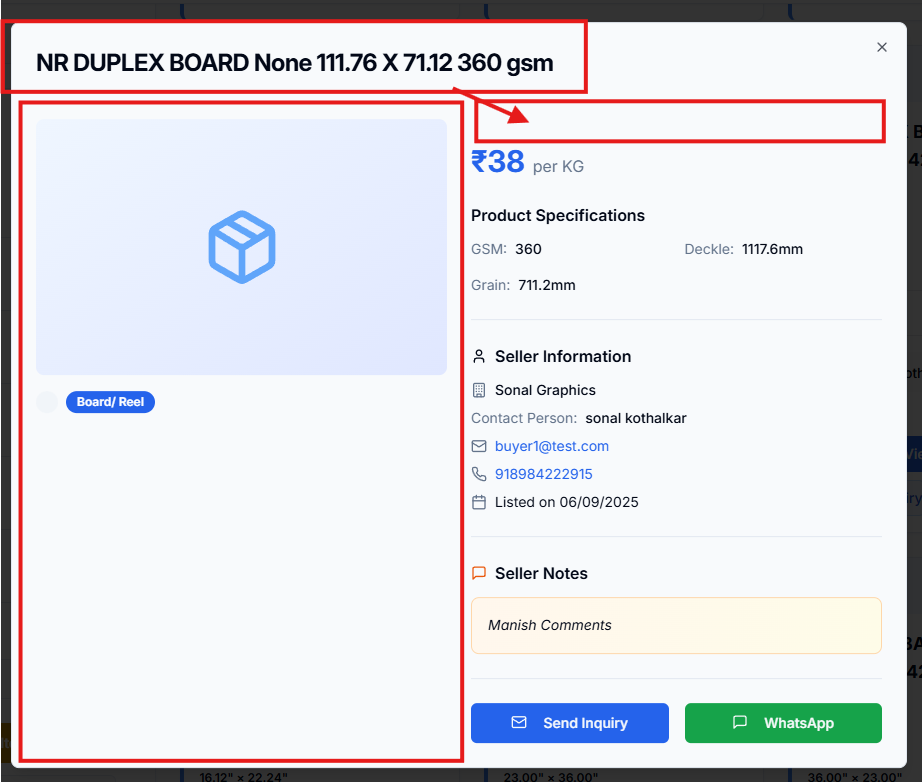 NR DUPLEX BOARD None 111.76 X 71.12 360 gsm
₹38 per KG
Product Specifications
GSM: 360 Deckle: 1117.6mm
Grain: 711.2mm
Board/ Reel
Seller Information
Sonal Graphics
Contact Person: sonal kothalkar
buyer1@test.com
918984222915
Listed on 06/09/2025
Seller Notes
Manish Comments
Send Inquiry WhatsApp
16.12" × 22.24" 23.00" × 36.00" 36.00" × 23.00"